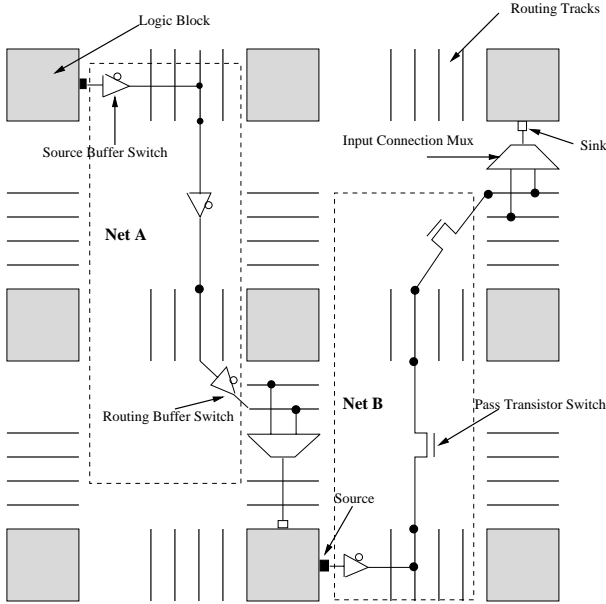 Logic Block
Routing Tracks
Input Connection Mux
Sink
Source Buffer Switch
Net A
Net B
Pass Transistor Switch
Routing Buffer Switch
Source